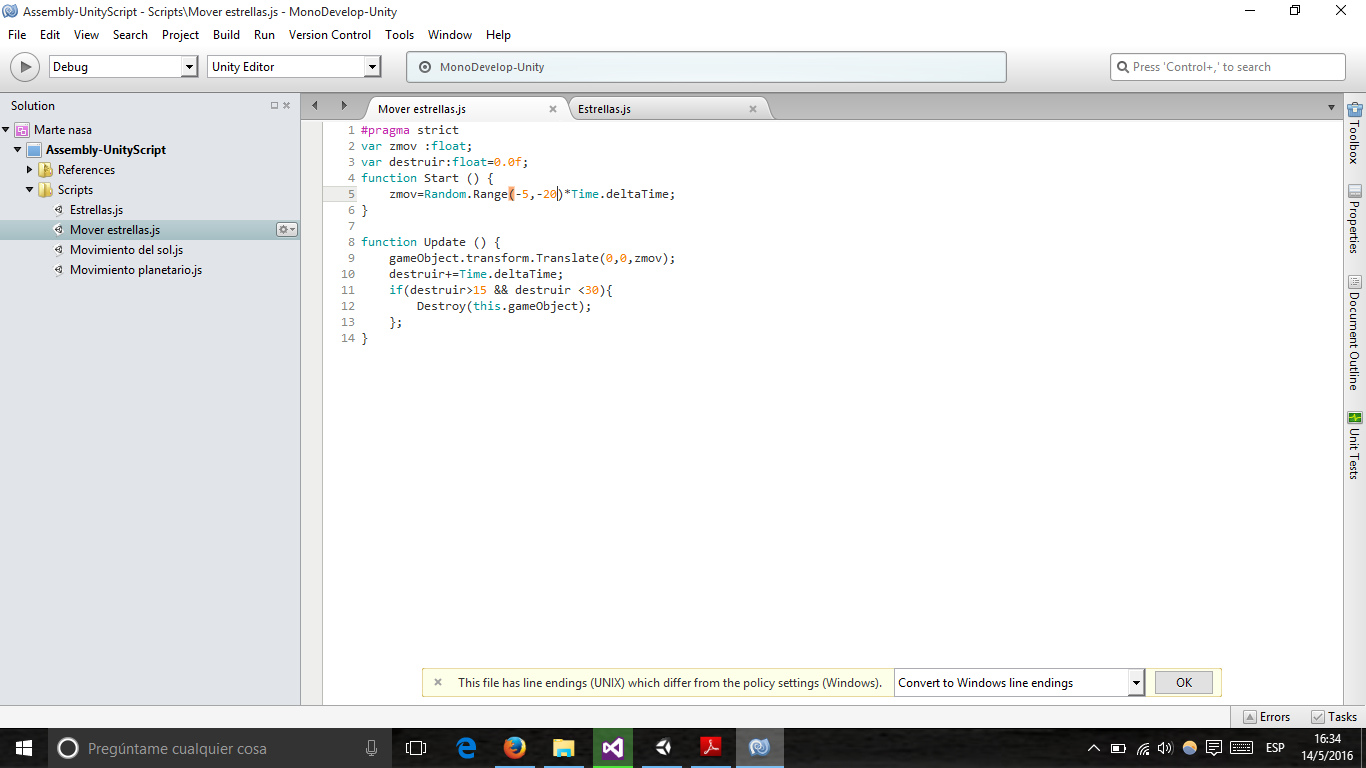 Assembly-UnityScript - Scripts\Mover estrellas.js - MonoDevelop-Unity
File Edit View Search Project Build Run Version Control Tools Window Help
Debug Unity Editor MonoDevelop-Unity Press 'Control+,' to search
Solution
Marte nasa
Assembly-UnityScript
References
Scripts
Estrellas.js
Mover estrellas.js
Movimiento del sol.js
Movimiento planetario.js
Mover estrellas.js Estrellas.js
1 #pragma strict
2 var zmov :float;
3 var destruir:float=0.0f;
4 function Start () {
5 zmov=Random.Range(-5,-20)*Time.deltaTime;
6 }
7
8 function Update () {
9 gameObject.transform.Translate(0,0,zmov);
10 destruir+=Time.deltaTime;
11 if(destruir>15 && destruir <30){
12 Destroy(this.gameObject);
13 };
14 }
Toolbox
Properties
Document Outline
Unit Tests
This file has line endings (UNIX) which differ from the policy settings (Windows). Convert to Windows line endings OK
Errors Tasks
Pregúntame cualquier cosa
ESP
16:34
14/5/2016